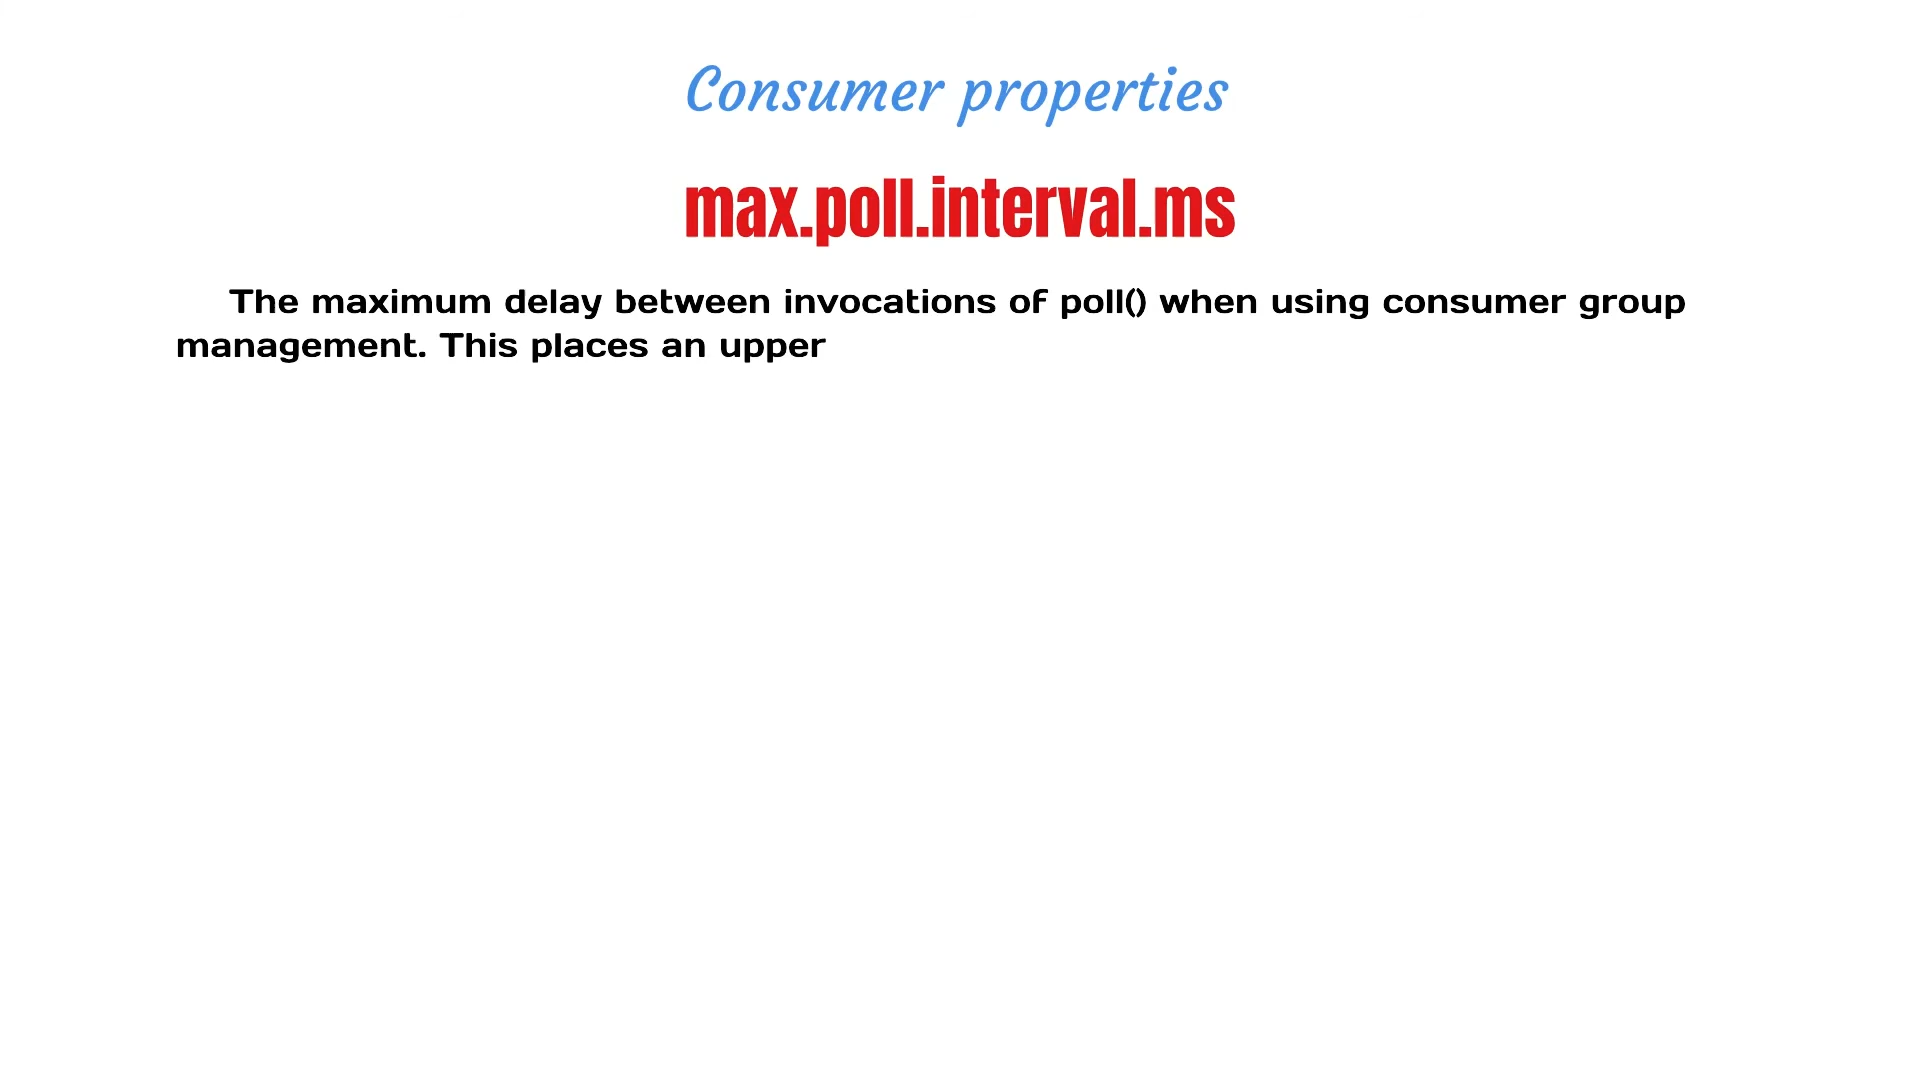 Consumer properties
max.poll.interval.ms
The maximum delay between invocations of poll() when using consumer group
management. This places an upper